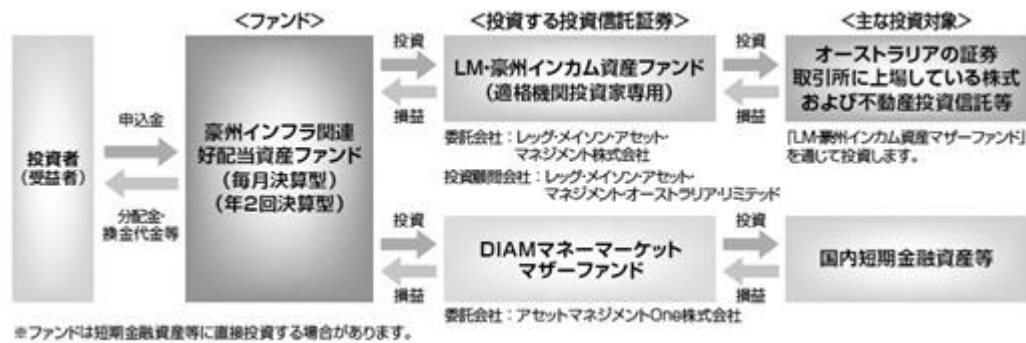 <ファンド>
<投資する投資信託証券>
<主な投資対象>
投資者
(受益者)
申込金
分配金・
換金代金等
豪州インフラ関連
好配当資産ファンド
(毎月決算型)
(年2回決算型)
投資
損益
LM・豪州インカム資産ファンド
(適格機関投資家専用)
委託会社:レッグ・メイソン・アセット・
マネジメント株式会社
投資顧問会社:レッグ・メイソン・アセット・
マネジメント・オーストラリア・リミテッド
投資
損益
オーストラリアの証券
取引所に上場している株式
および不動産投資信託等
「LM・豪州インカム資産マザーファンド」
を通じて投資します。
投資
損益
DIAMマネーマーケット
マザーファンド
委託会社:アセットマネジメントOne株式会社
投資
損益
国内短期金融資産等
※ファンドは短期金融資産等に直接投資する場合があります。